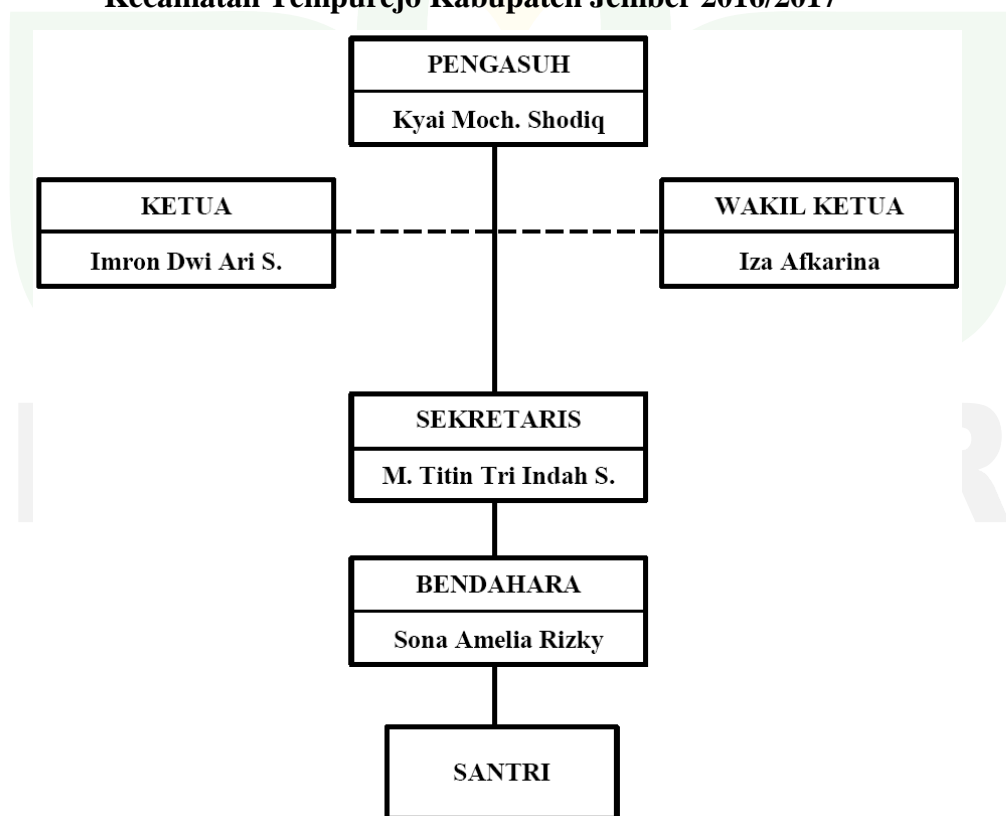 Kecamatan Tempurejo Kabupaten Jember 2016/2017
PENGASUH
Kyai Moch. Shodiq
KETUA
Imron Dwi Ari S.
WAKIL KETUA
Iza Afkarina
SEKRETARIS
M. Titin Tri Indah S.
BENDAHARA
Sona Amelia Rizky
SANTRI